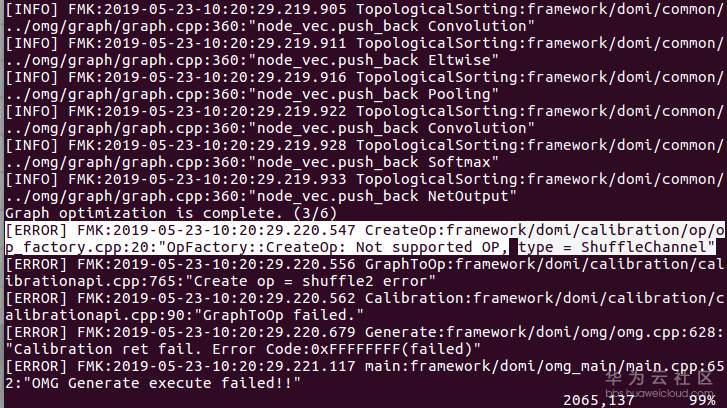 [INFO] FMK:2019-05-23-10:20:29.219.905 TopologicalSorting:framework/domi/common/
../omg/graph/graph.cpp:360:"node_vec.push_back Convolution"
[INFO] FMK:2019-05-23-10:20:29.219.911 TopologicalSorting:framework/domi/common/
../omg/graph/graph.cpp:360:"node_vec.push_back Eltwise"
[INFO] FMK:2019-05-23-10:20:29.219.916 TopologicalSorting:framework/domi/common/
../omg/graph/graph.cpp:360:"node_vec.push_back Pooling"
[INFO] FMK:2019-05-23-10:20:29.219.922 TopologicalSorting:framework/domi/common/
../omg/graph/graph.cpp:360:"node_vec.push_back Convolution"
[INFO] FMK:2019-05-23-10:20:29.219.928 TopologicalSorting:framework/domi/common/
../omg/graph/graph.cpp:360:"node_vec.push_back Softmax"
[INFO] FMK:2019-05-23-10:20:29.219.933 TopologicalSorting:framework/domi/common/
../omg/graph/graph.cpp:360:"node_vec.push_back NetOutput"
Graph optimization is complete. (3/6)
[ERROR] FMK:2019-05-23-10:20:29.220.547 CreateOp:framework/domi/calibration/op/o
p_factory.cpp:20:"OpFactory::CreateOp: Not supported OP, type = ShuffleChannel"
[ERROR] FMK:2019-05-23-10:20:29.220.556 GraphToOp:framework/domi/calibration/cal
ibrationapi.cpp:765:"Create op = shuffle2 error"
[ERROR] FMK:2019-05-23-10:20:29.220.562 Calibration:framework/domi/calibration/c
alibrationapi.cpp:90:"GraphToOp failed."
[ERROR] FMK:2019-05-23-10:20:29.220.679 Generate:framework/domi/omg/omg.cpp:628:
"Calibration ret fail. Error Code:0xFFFFFFFF(failed)"
[ERROR] FMK:2019-05-23-10:20:29.221.117 main:framework/domi/omg_main/main.cpp:65
2:"OMG Generate execute failed!!"
华为云社区
bbs.huaweicloud.com
2065,137 99%